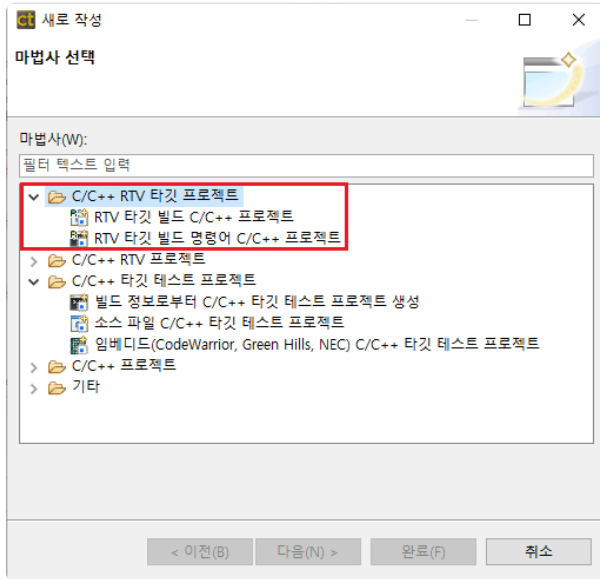 ct 새로 작성
마법사 선택
마법사(W):
필터 텍스트 입력
C/C++ RTV 타깃 프로젝트
RTV 타깃 빌드 C/C++ 프로젝트
RTV 타깃 빌드 명령어 C/C++ 프로젝트
C/C++ RTV 프로젝트
C/C++ 타깃 테스트 프로젝트
빌드 정보로부터 C/C++ 타깃 테스트 프로젝트 생성
소스 파일 C/C++ 타깃 테스트 프로젝트
임베디드(CodeWarrior, Green Hills, NEC) C/C++ 타깃 테스트 프로젝트
C/C++ 프로젝트
기타
< 이전(B) 다음(N) > 완료(F) 취소